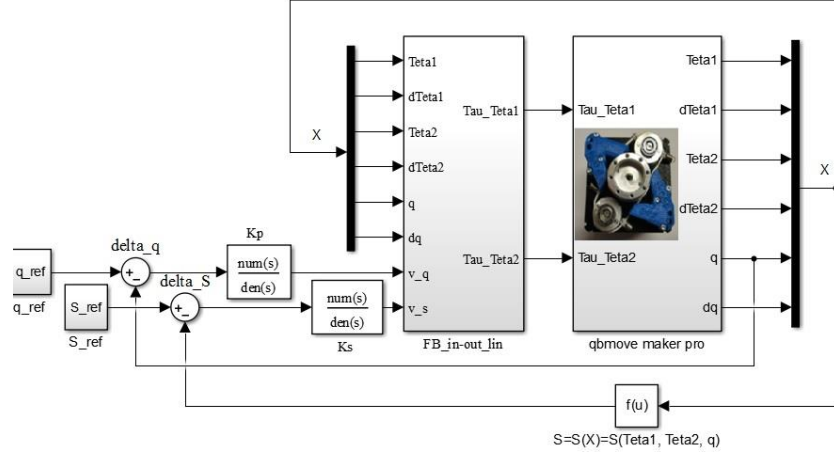 X
Teta1
dTeta1
Teta2
dTeta2
q
dq
v_q
v_s
Tau_Teta1
Tau_Teta2
FB_in-out_lin
Tau_Teta1
Tau_Teta2
Teta1
dTeta1
Teta2
dTeta2
q
dq
qbmove maker pro
X
q_ref
q_ref
delta_q
+
−
S_ref
S_ref
delta_S
+
−
Kp
num(s)
den(s)
num(s)
den(s)
Ks
f(u)
S=S(X)=S(Teta1, Teta2, q)